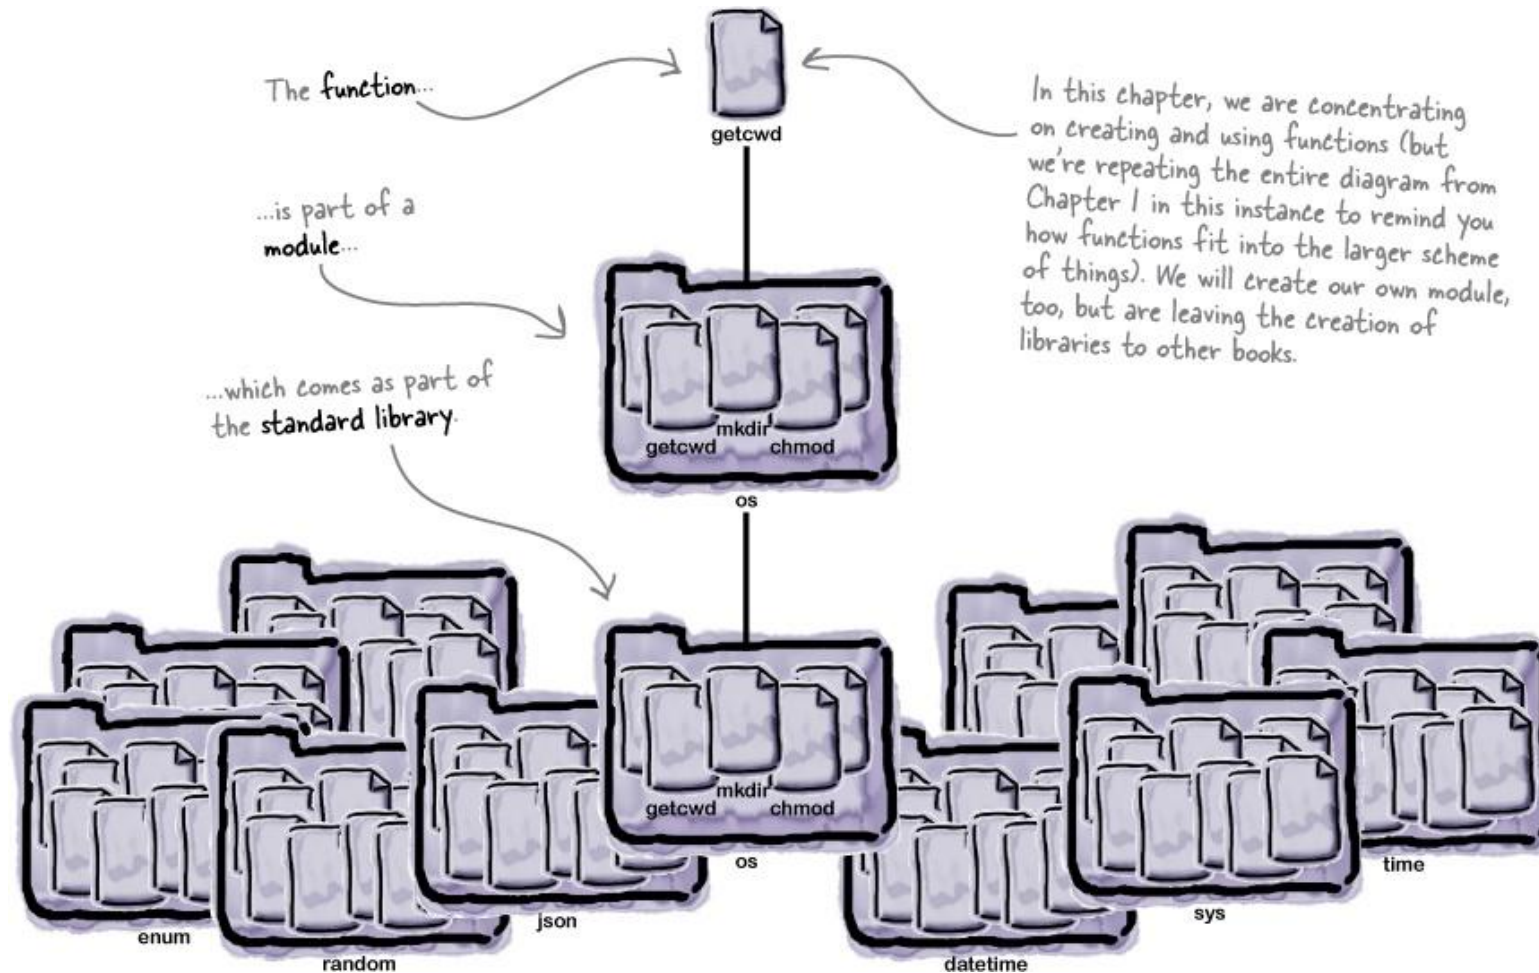 The function...
getcwd
In this chapter, we are concentrating
on creating and using functions (but
we're repeating the entire diagram from
Chapter 1 in this instance to remind you
how functions fit into the larger scheme
of things). We will create our own module,
too, but are leaving the creation of
libraries to other books.
...is part of a
module...
mkdir
getcwd chmod
os
...which comes as part of
the standard library.
mkdir
getcwd chmod
os
enum
random
json
datetime
sys
time